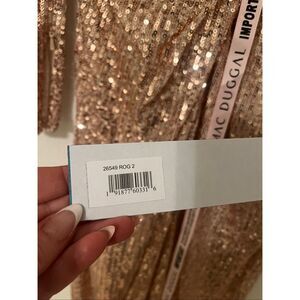 MAC DUGGAL IMPORT
26549 ROG 2
1 91877 60331 6